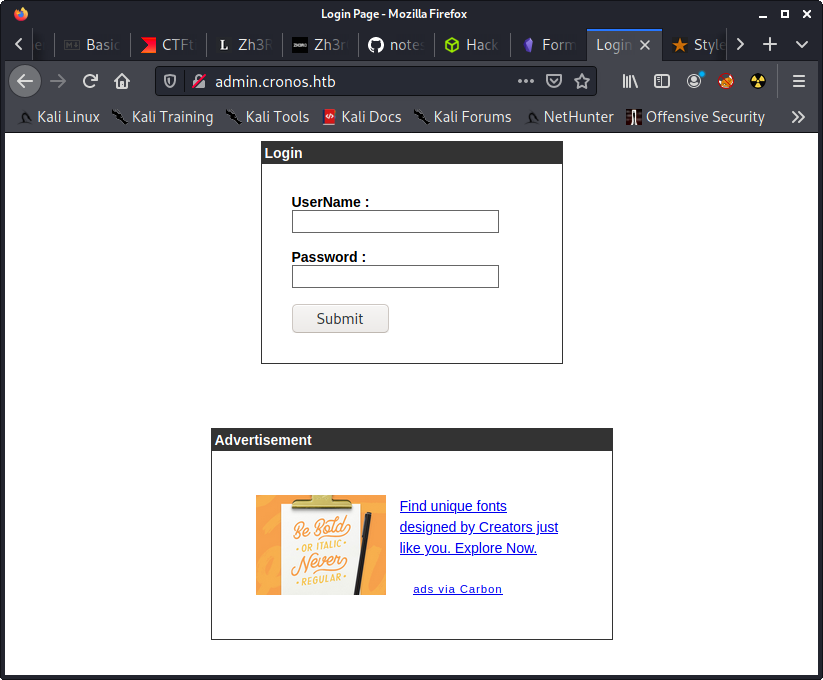 Login Page - Mozilla Firefox
Basic
CTFt
Zh3R
Zh3r
notes
Hack
Form
Login
Style
admin.cronos.htb
Kali Linux
Kali Training
Kali Tools
Kali Docs
Kali Forums
NetHunter
Offensive Security
Login
UserName :
Password :
Submit
Advertisement
Be Bold
• OR ITALIC •
Never
• REGULAR •
Find unique fonts
designed by Creators just
like you. Explore Now.
ads via Carbon